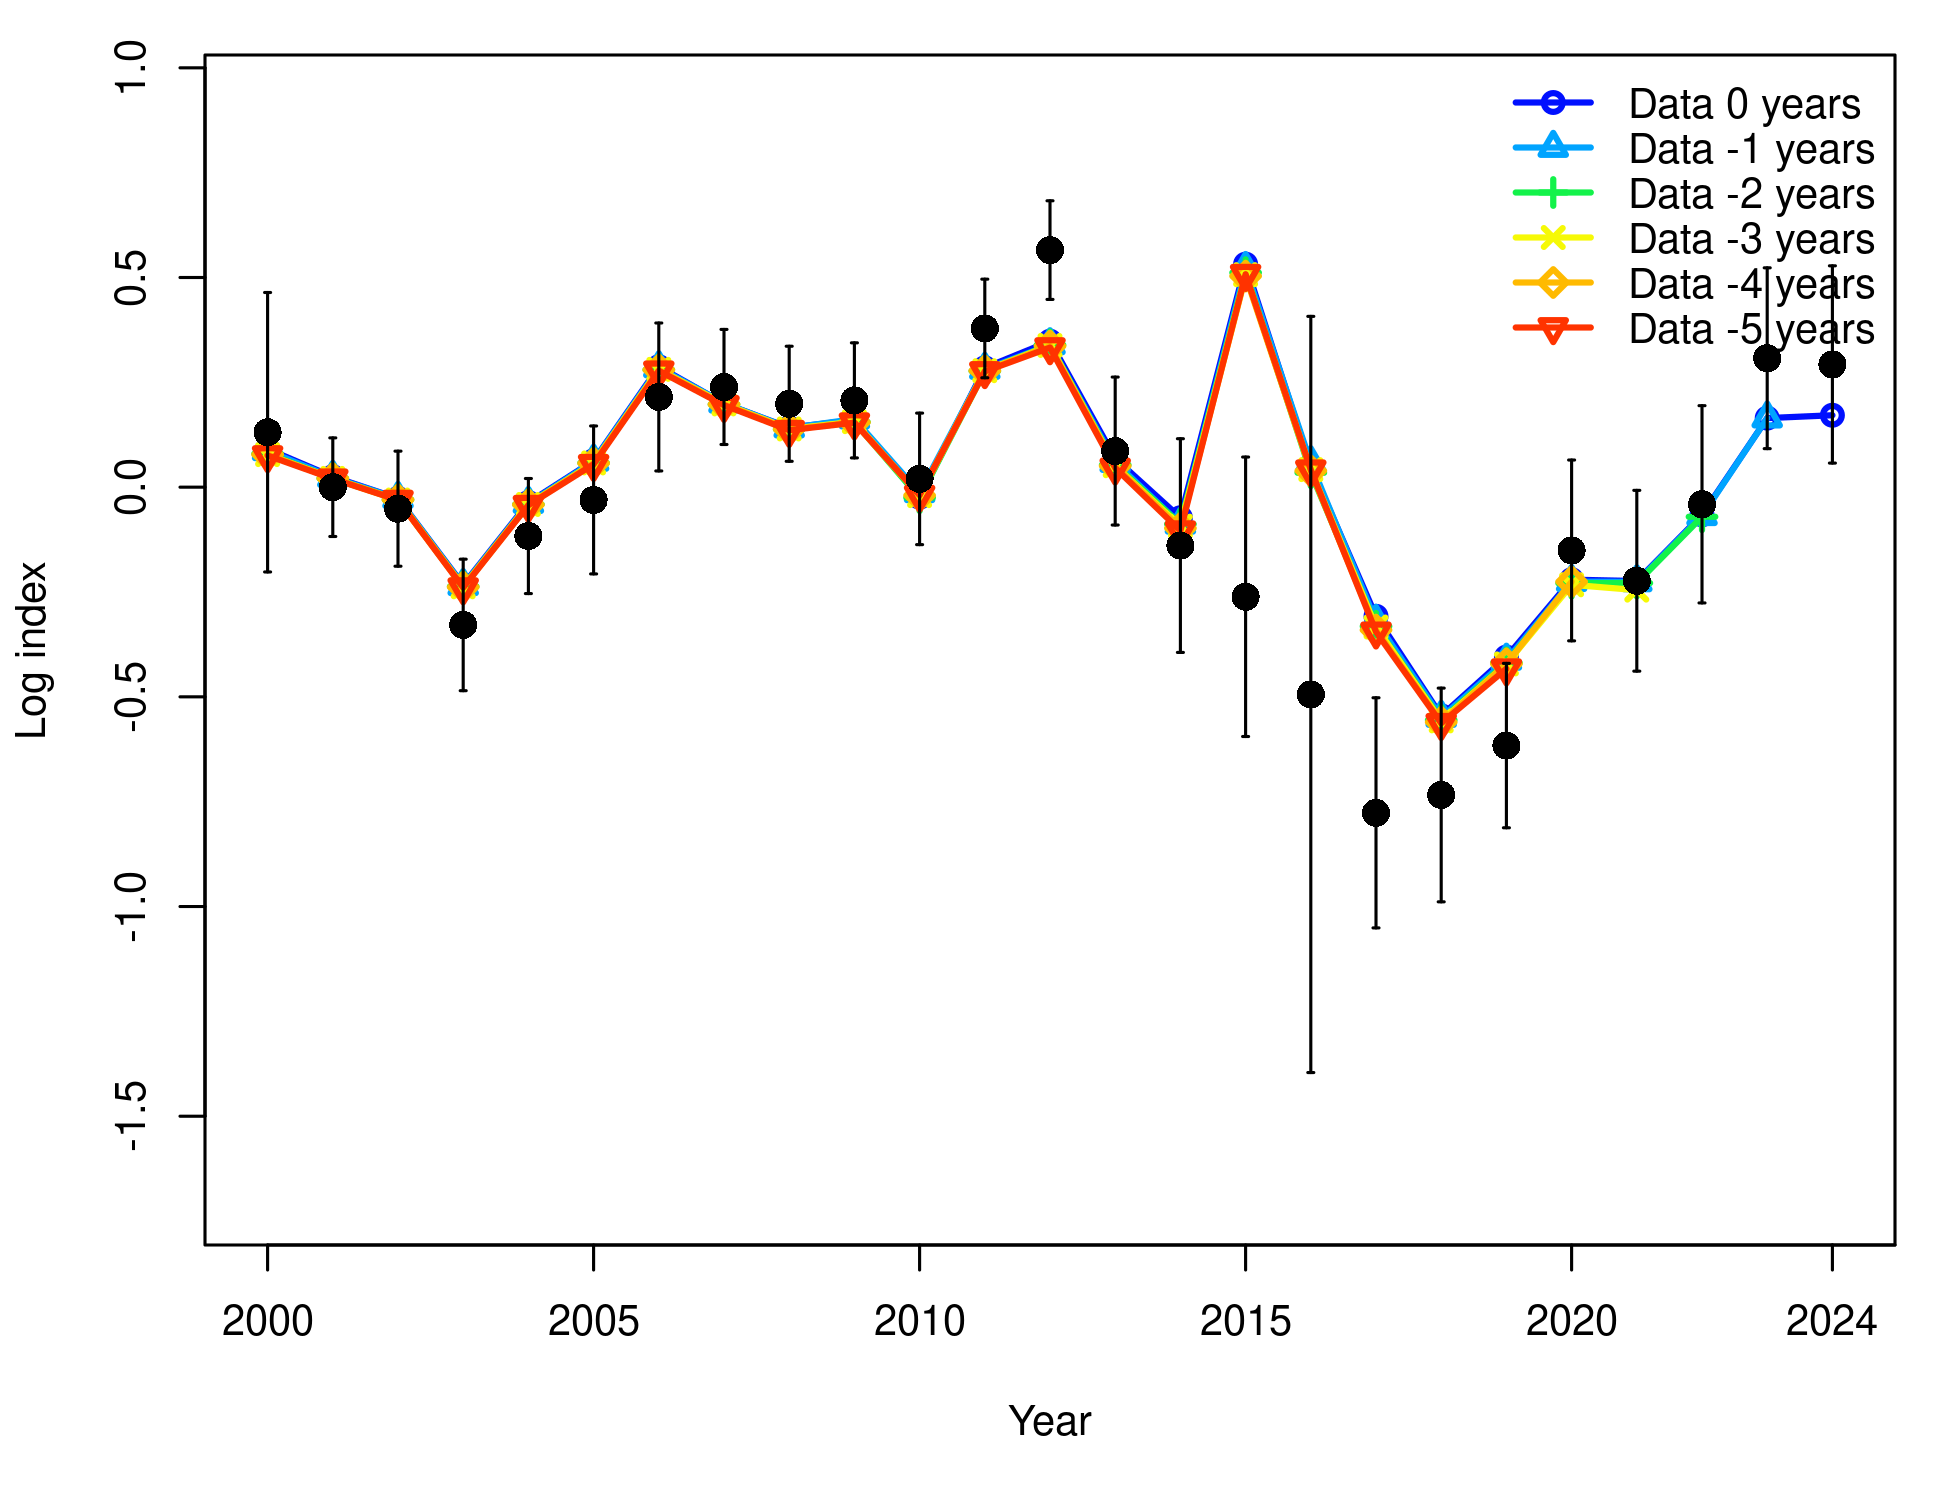 Data 0 years
Data -1 years
Data -2 years
Data -3 years
Data -4 years
Data -5 years
1.0
0.5
0.0
-0.5
-1.0
-1.5
Log index
2000 2005 2010 2015 2020 2024
Year